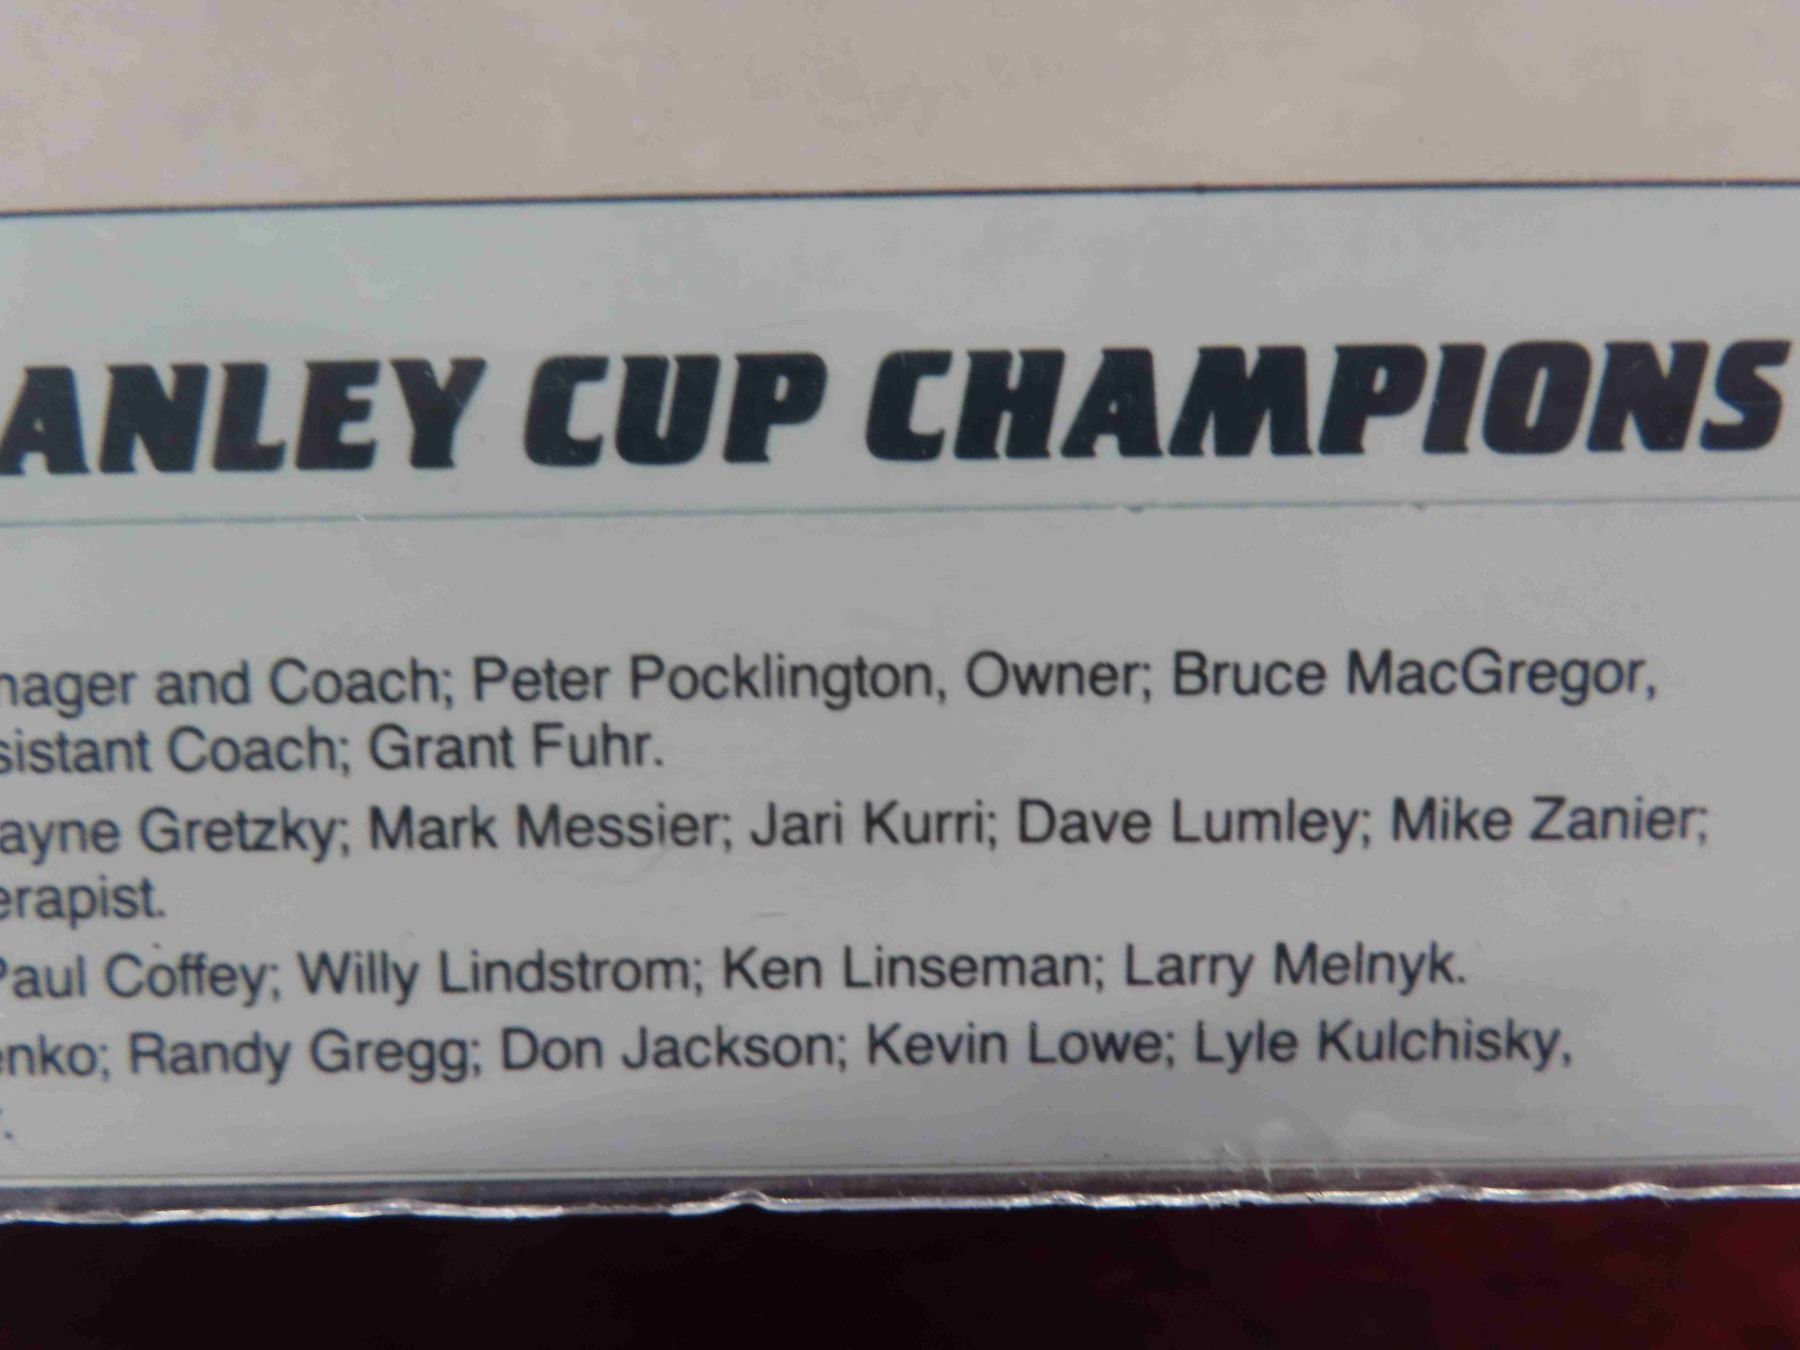 ANLEY CUP CHAMPIONS
nager and Coach; Peter Pocklington, Owner; Bruce MacGregor,
sistant Coach; Grant Fuhr.
ayne Gretzky; Mark Messier; Jari Kurri; Dave Lumley; Mike Zanier;
erapist.
Paul Coffey; Willy Lindstrom; Ken Linseman; Larry Melnyk.
enko; Randy Gregg; Don Jackson; Kevin Lowe; Lyle Kulchisky,